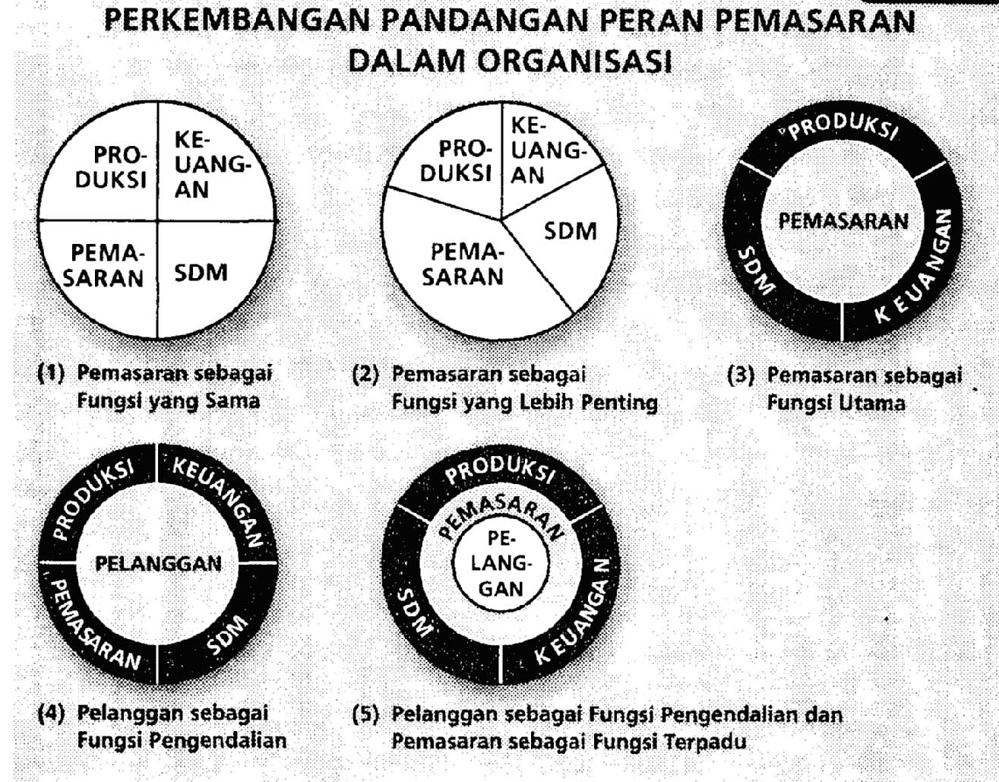 PERKEMBANGAN PANDANGAN PERAN PEMASARAN
DALAM ORGANISASI
PRO-
DUKSI
KE-
UANG-
AN
PEMA-
SARAN
SDM
(1) Pemasaran sebagai
Fungsi yang Sama
PRO-
DUKSI
KE-
UANG-
AN
SDM
PEMA-
SARAN
(2) Pemasaran sebagai
Fungsi yang Lebih Penting
PRODUKSI
PEMASARAN
SDM
KEUANGAN
(3) Pemasaran sebagai
Fungsi Utama
PRODUKSI
KEUANGAN
PELANGGAN
PEMASARAN
SDM
(4) Pelanggan sebagai
Fungsi Pengendalian
PRODUKSI
PEMASARAN
PE-
LANG-
GAN
SDM
KEUANGAN
(5) Pelanggan sebagai Fungsi Pengendalian dan
Pemasaran sebagai Fungsi Terpadu